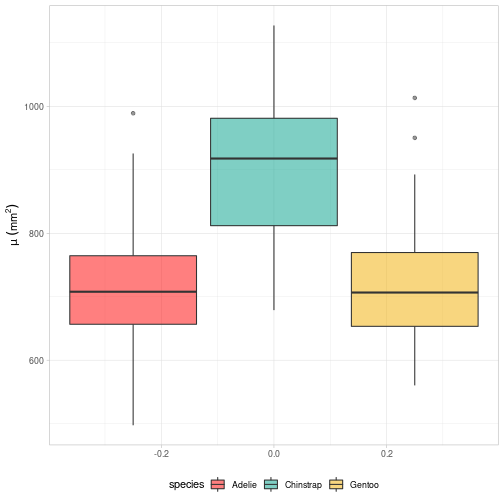 1000
800
600
μ (mm²)
-0.2
0.0
0.2
species
Adelie
Chinstrap
Gentoo